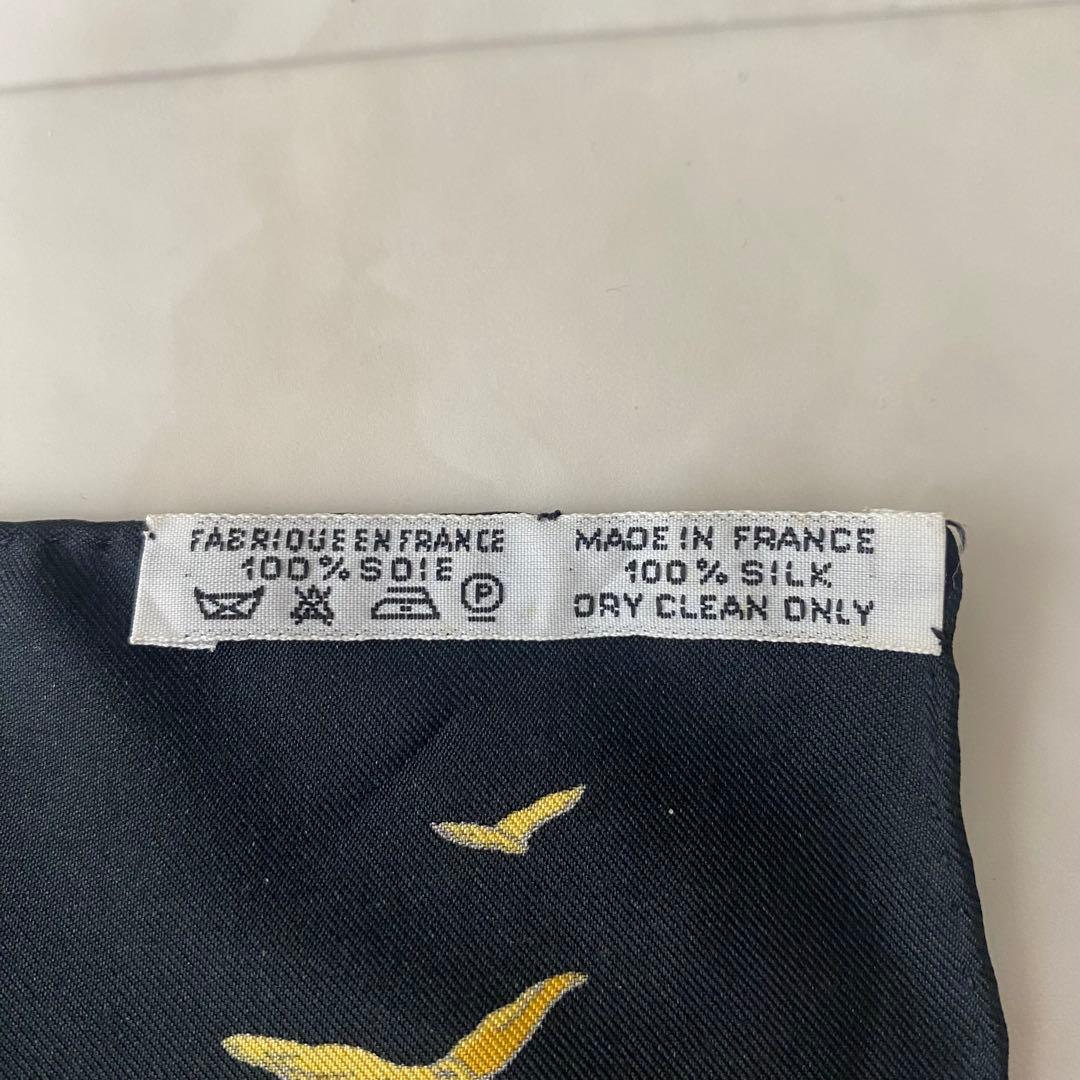 FABRIQUE EN FRANCE
100% SOIE
P
MADE IN FRANCE
100% SILK
DRY CLEAN ONLY